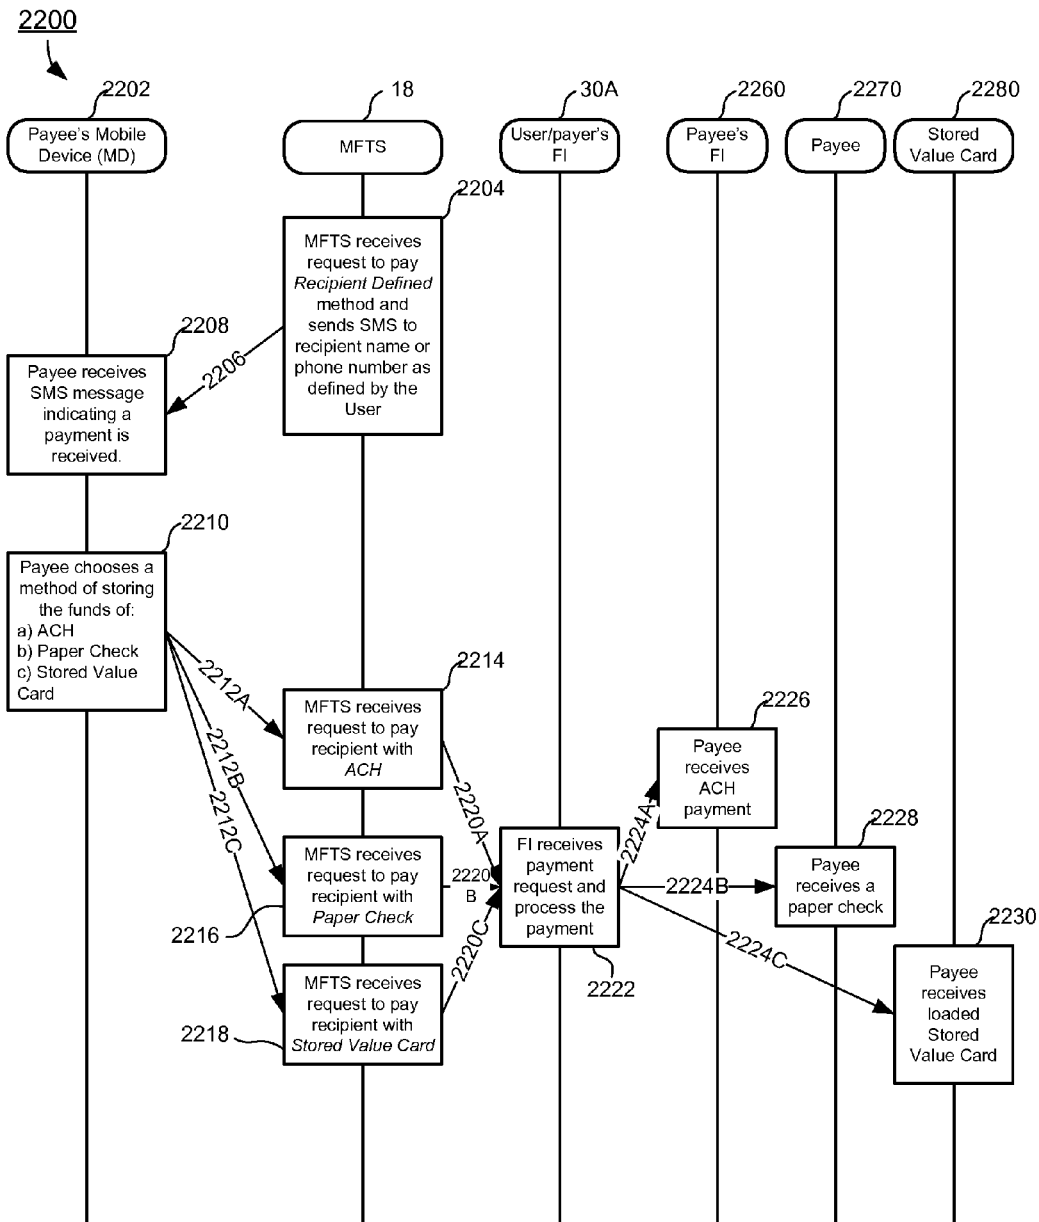 2200
2202
18
30A
2260
2270
2280
Payee's Mobile
Device (MD)
MFTS
User/payer's
FI
Payee's
FI
Payee
Stored
Value Card
2204
MFTS receives
request to pay
Recipient Defined
method and
sends SMS to
recipient name or
phone number as
defined by the
User
2206
2208
Payee receives
SMS message
indicating a
payment is
received.
2210
Payee chooses a
method of storing
the funds of:
a) ACH
b) Paper Check
c) Stored Value
Card
2212A
2212B
2212C
2214
MFTS receives
request to pay
recipient with
ACH
MFTS receives
request to pay
recipient with
Paper Check
2216
MFTS receives
request to pay
recipient with
Stored Value Card
2218
2220A
2220
B
2220C
FI receives
payment
request and
process the
payment
2222
2224A
2224B
2224C
2226
Payee
receives
ACH
payment
2228
Payee
receives a
paper check
2230
Payee
receives
loaded
Stored
Value Card